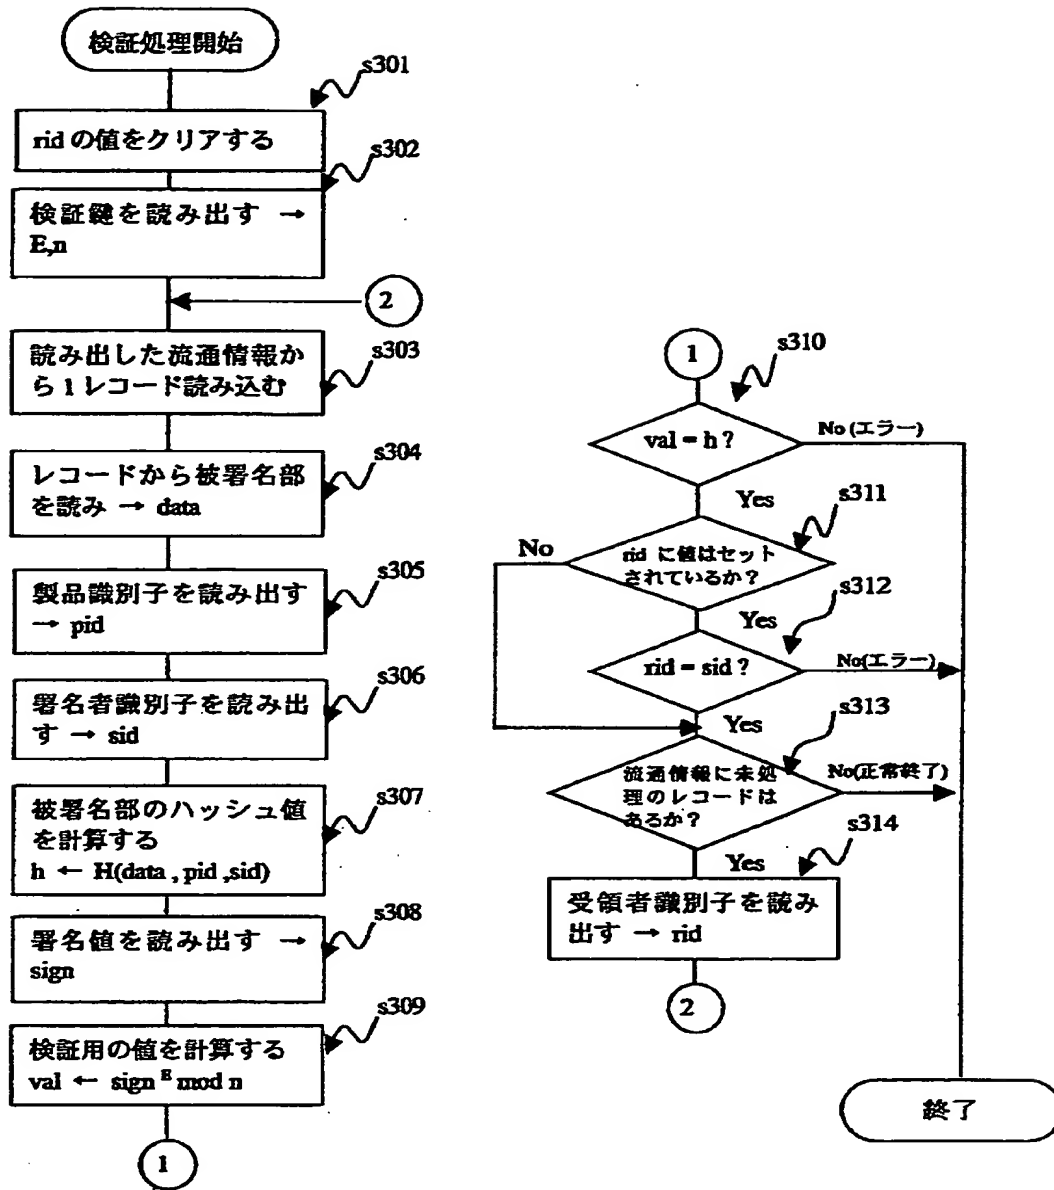 検証処理開始
s301
rid の値をクリアする
s302
検証鍵を読み出す →
E,n
2
読み出した流通情報か
ら1レコード読み込む
s303
レコードから被署名部
を読み → data
s304
製品識別子を読み出す
→ pid
s305
署名者識別子を読み出
す → sid
s306
被署名部のハッシュ値
を計算する
h ← H(data , pid ,sid)
s307
署名値を読み出す →
sign
s308
検証用の値を計算する
val ← sign ᴱ mod n
s309
1
1
s310
val = h ?
No (エラー)
Yes
s311
rid に値はセット
されているか?
No
Yes
s312
rid = sid ?
No(エラー)
Yes
s313
流通情報に未処
理のレコードは
あるか?
No(正常終了)
Yes
s314
受領者識別子を読み
出す → rid
2
終了